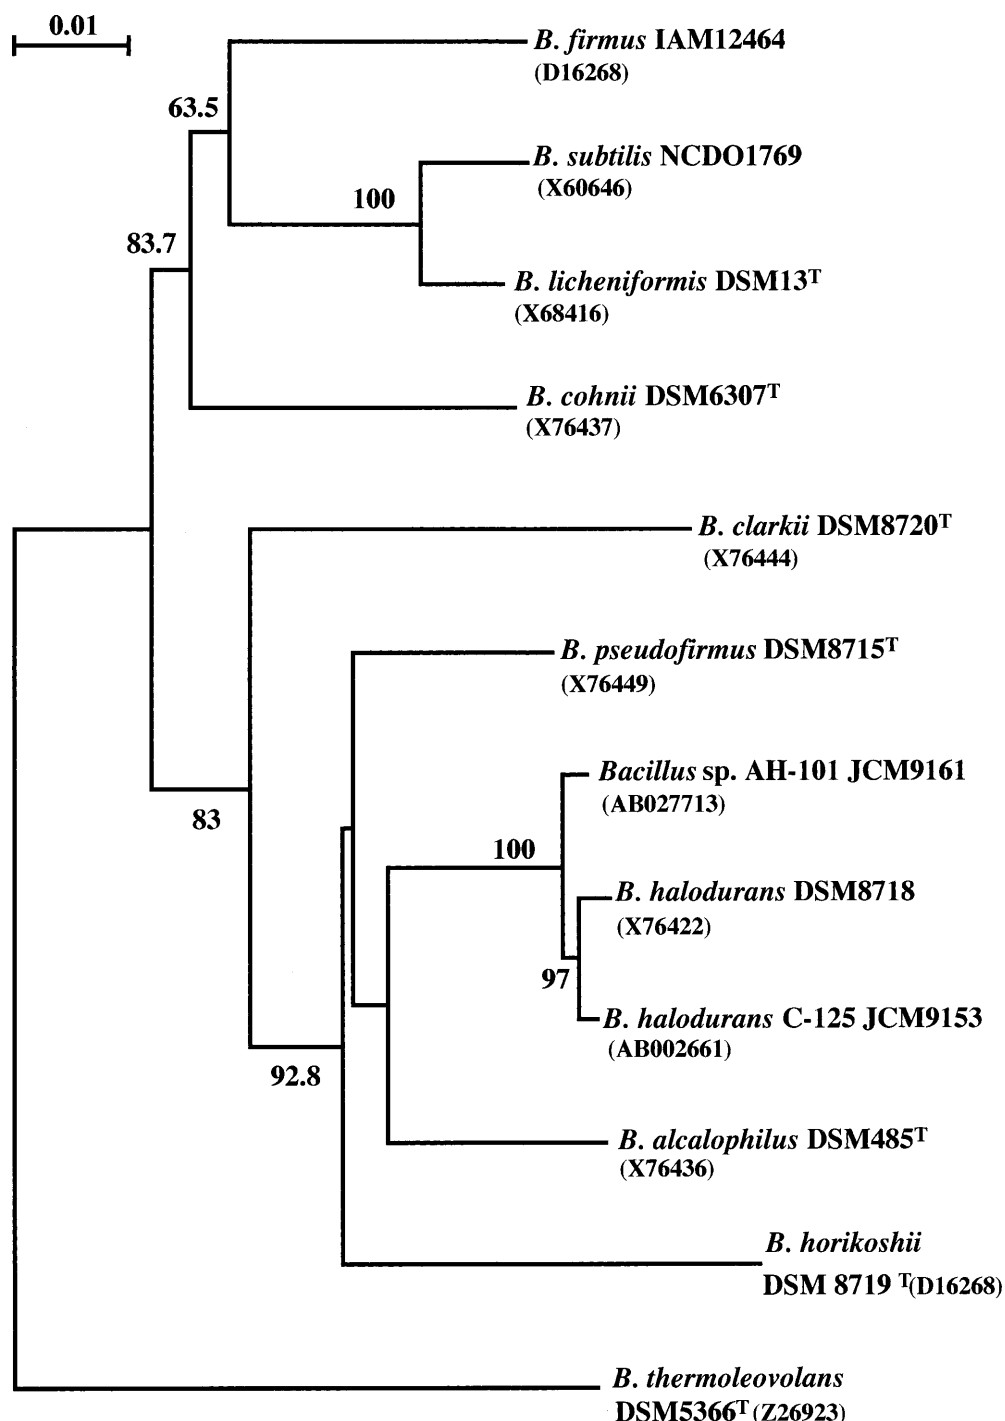 0.01
B. firmus IAM12464
(D16268)
63.5
B. subtilis NCDO1769
(X60646)
100
83.7
B. licheniformis DSM13ᵀ
(X68416)
B. cohnii DSM6307ᵀ
(X76437)
B. clarkii DSM8720ᵀ
(X76444)
B. pseudofirmus DSM8715ᵀ
(X76449)
Bacillus sp. AH-101 JCM9161
(AB027713)
83
100
B. halodurans DSM8718
(X76422)
97
B. halodurans C-125 JCM9153
(AB002661)
92.8
B. alcalophilus DSM485ᵀ
(X76436)
B. horikoshii
DSM 8719 ᵀ(D16268)
B. thermoleovolans
DSM5366ᵀ (Z26923)